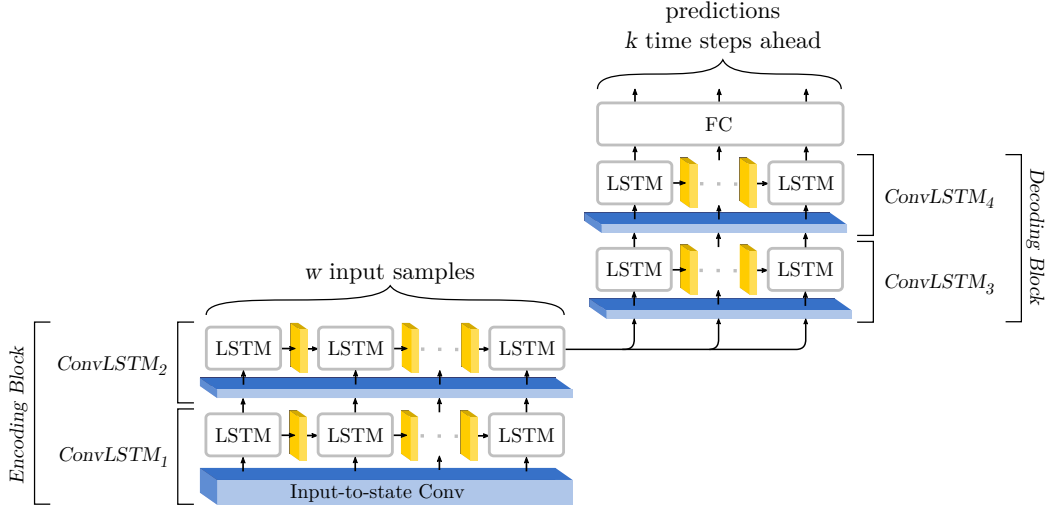 predictions
k time steps ahead
FC
LSTM LSTM
ConvLSTM4
Decoding Block
LSTM LSTM
ConvLSTM3
w input samples
LSTM LSTM LSTM
ConvLSTM2
Encoding Block
LSTM LSTM LSTM
ConvLSTM1
Input-to-state Conv